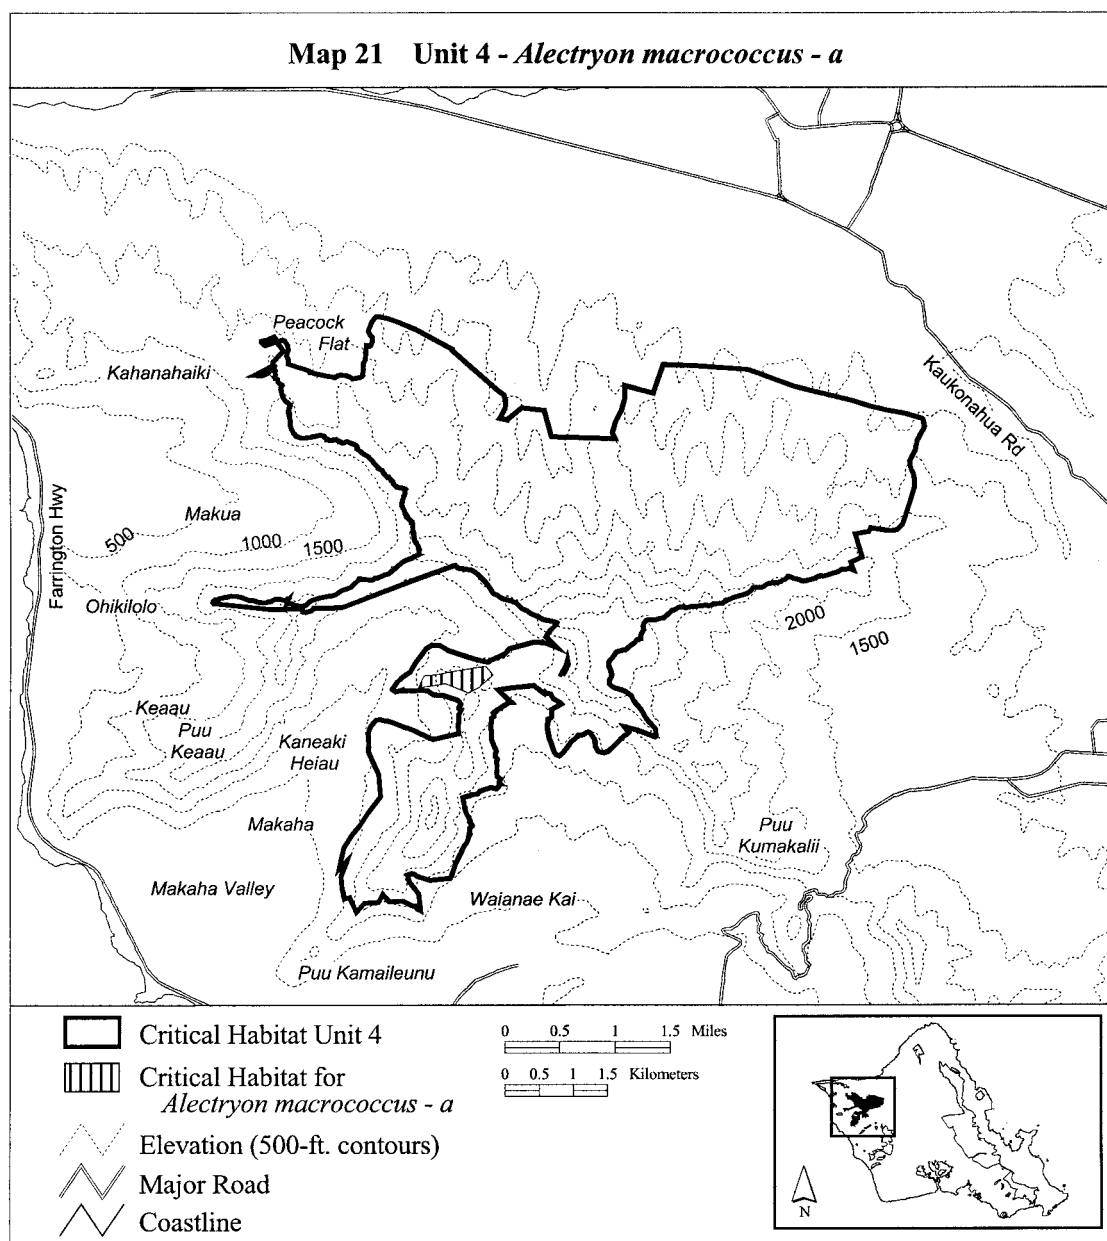 Map 21 Unit 4 - Alectryon macrococcus - a
Peacock
Flat
Kahanahaiki
Kaukonahua Rd
Farrington Hwy
Makua
500
1000
1500
Ohikilolo
2000
1500
Keaau
Puu
Keaau
Kaneaki
Heiau
Makaha
Puu
Kumakalii
Makaha Valley
Waianae Kai
Puu Kamaileunu
Critical Habitat Unit 4
Critical Habitat for
Alectryon macrococcus - a
Elevation (500-ft. contours)
Major Road
Coastline
0 0.5 1 1.5 Miles
0 0.5 1 1.5 Kilometers
N